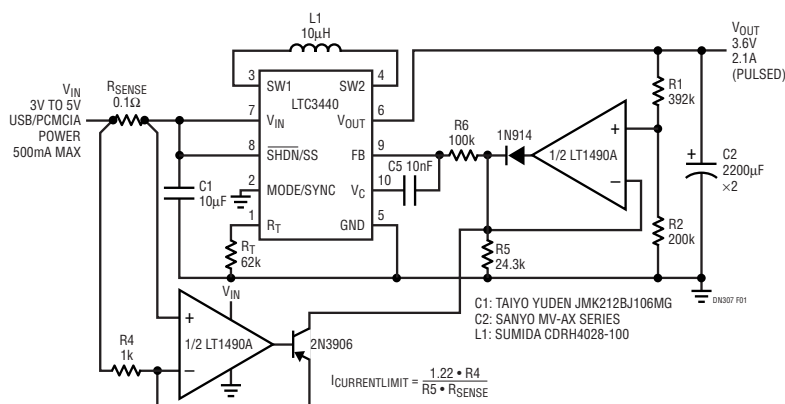 L1
10µH
VOUT
3.6V
2.1A
(PULSED)
3
SW1
4
SW2
VIN
3V TO 5V
USB/PCMCIA
POWER
500mA MAX
RSENSE
0.1Ω
LTC3440
R1
392k
7
VIN
VOUT
6
R6
100k
1N914
+
1/2 LT1490A
–
8
SHDN/SS
FB
9
C5 10nF
2
MODE/SYNC
VC
10
C1
10µF
+
C2
2200µF
×2
1
RT
GND
5
RT
62k
R5
24.3k
R2
200k
DN307 F01
VIN
C1: TAIYO YUDEN JMK212BJ106MG
C2: SANYO MV-AX SERIES
L1: SUMIDA CDRH4028-100
R4
1k
+
1/2 LT1490A
–
2N3906
ICURRENTLIMIT = 1.22 • R4
R5 • RSENSE